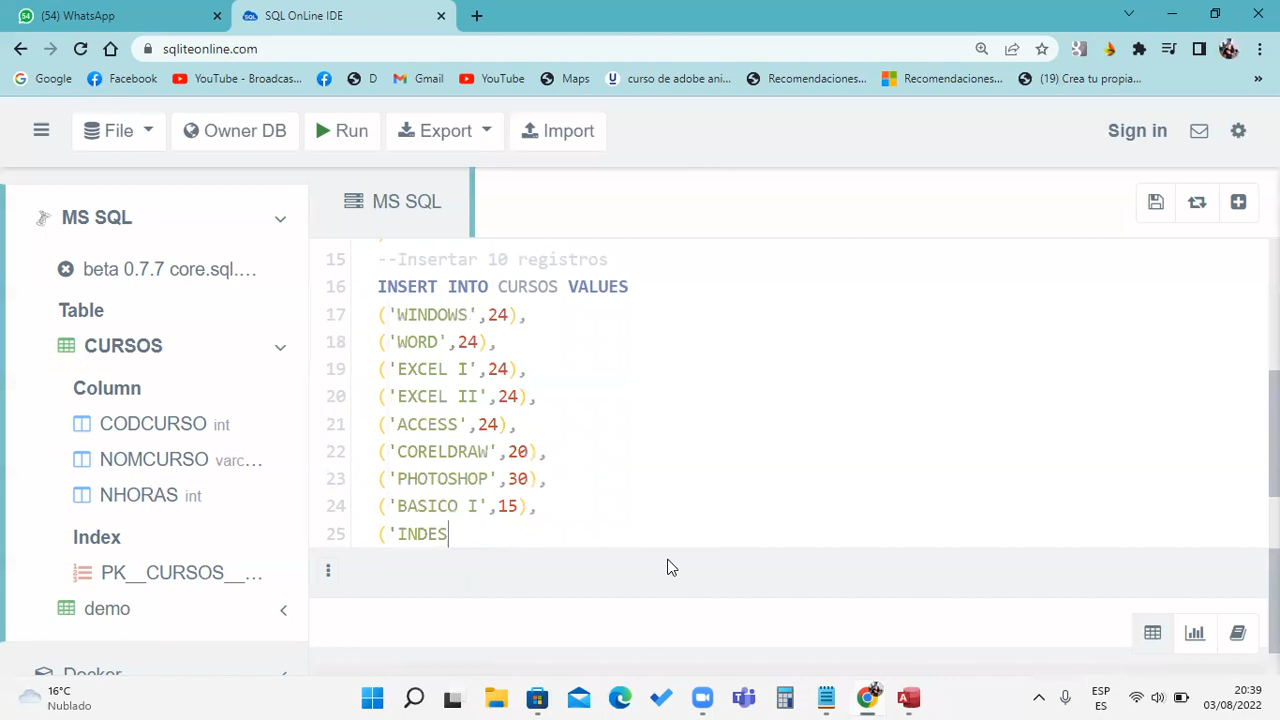 (54) WhatsApp
SQL OnLine IDE
sqliteonline.com
Google
Facebook
YouTube - Broadcas...
D
Gmail
YouTube
Maps
curso de adobe ani...
Recomendaciones...
Recomendaciones...
(19) Crea tu propia...
»
File
Owner DB
Run
Export
Import
Sign in
MS SQL
beta 0.7.7 core.sql....
Table
CURSOS
Column
CODCURSO int
NOMCURSO varc...
NHORAS int
Index
PK__CURSOS__...
demo
Docker
MS SQL
15 --Insertar 10 registros
16 INSERT INTO CURSOS VALUES
17 ('WINDOWS',24),
18 ('WORD',24),
19 ('EXCEL I',24),
20 ('EXCEL II',24),
21 ('ACCESS',24),
22 ('CORELDRAW',20),
23 ('PHOTOSHOP',30),
24 ('BASICO I',15),
25 ('INDES
16°C
Nublado
ESP
ES
20:39
03/08/2022